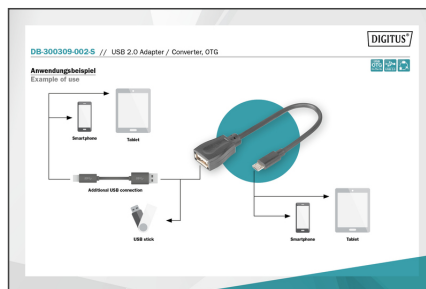 DIGITUS®
DB-300309-002-S // USB 2.0 Adapter / Converter, OTG
Anwendungsbeispiel
Example of use
OTG
Smartphone
Tablet
Additional USB connection
USB stick
Smartphone
Tablet